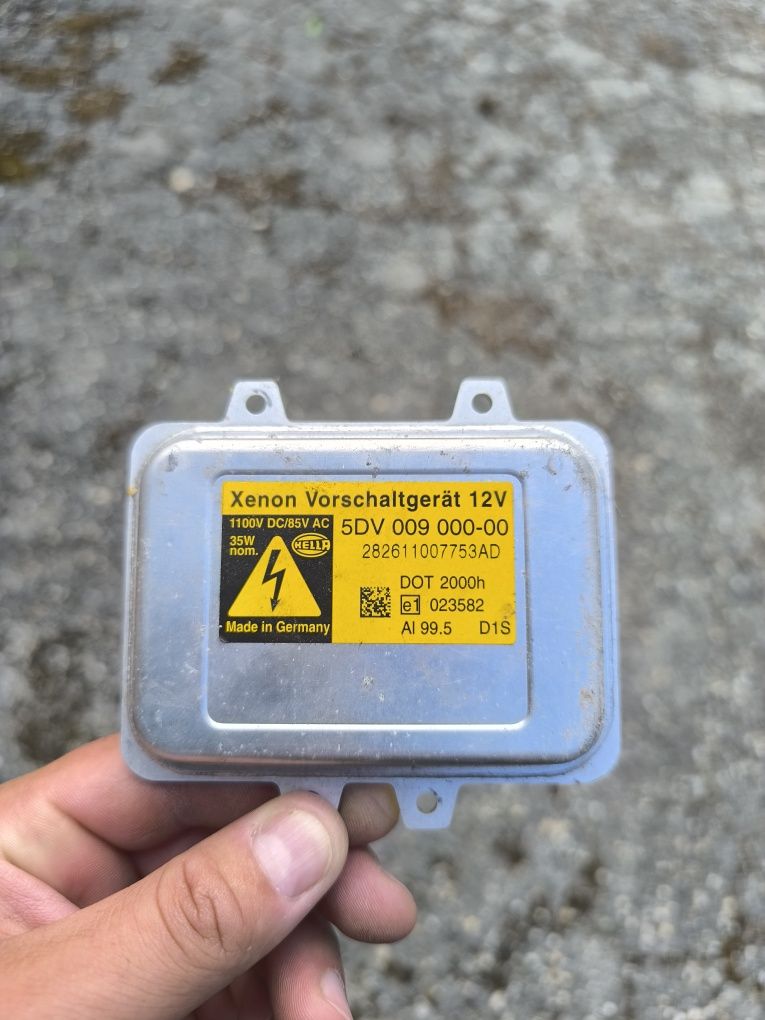 Xenon Vorschaltgerät 12V
1100V DC/85V AC
35W
nom.
HELLA
Made in Germany
5DV 009 000-00
282611007753AD
DOT 2000h
e1 023582
Al 99.5 D1S